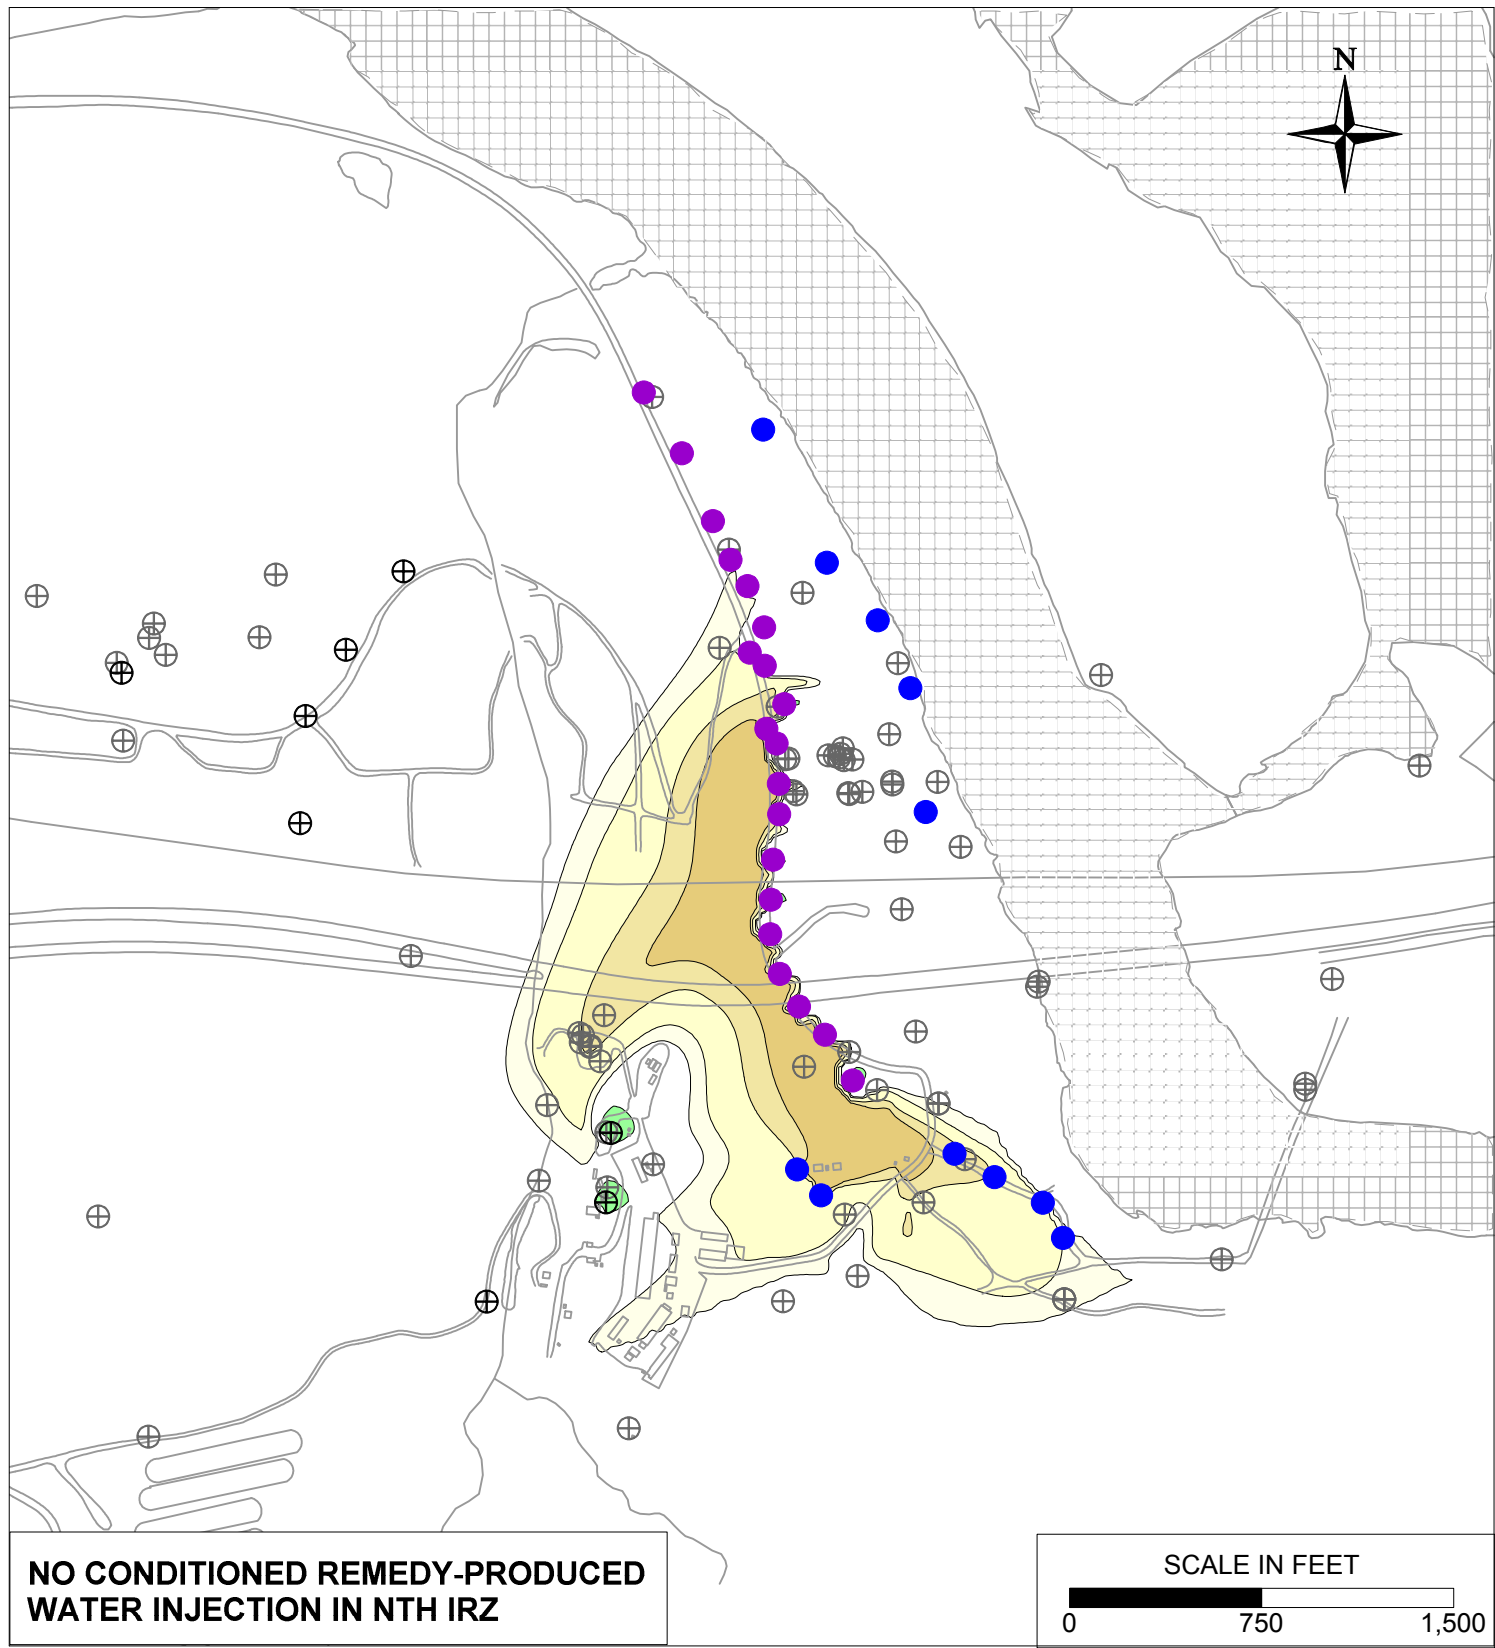 N
NO CONDITIONED REMEDY-PRODUCED
WATER INJECTION IN NTH IRZ
SCALE IN FEET
0 750 1,500